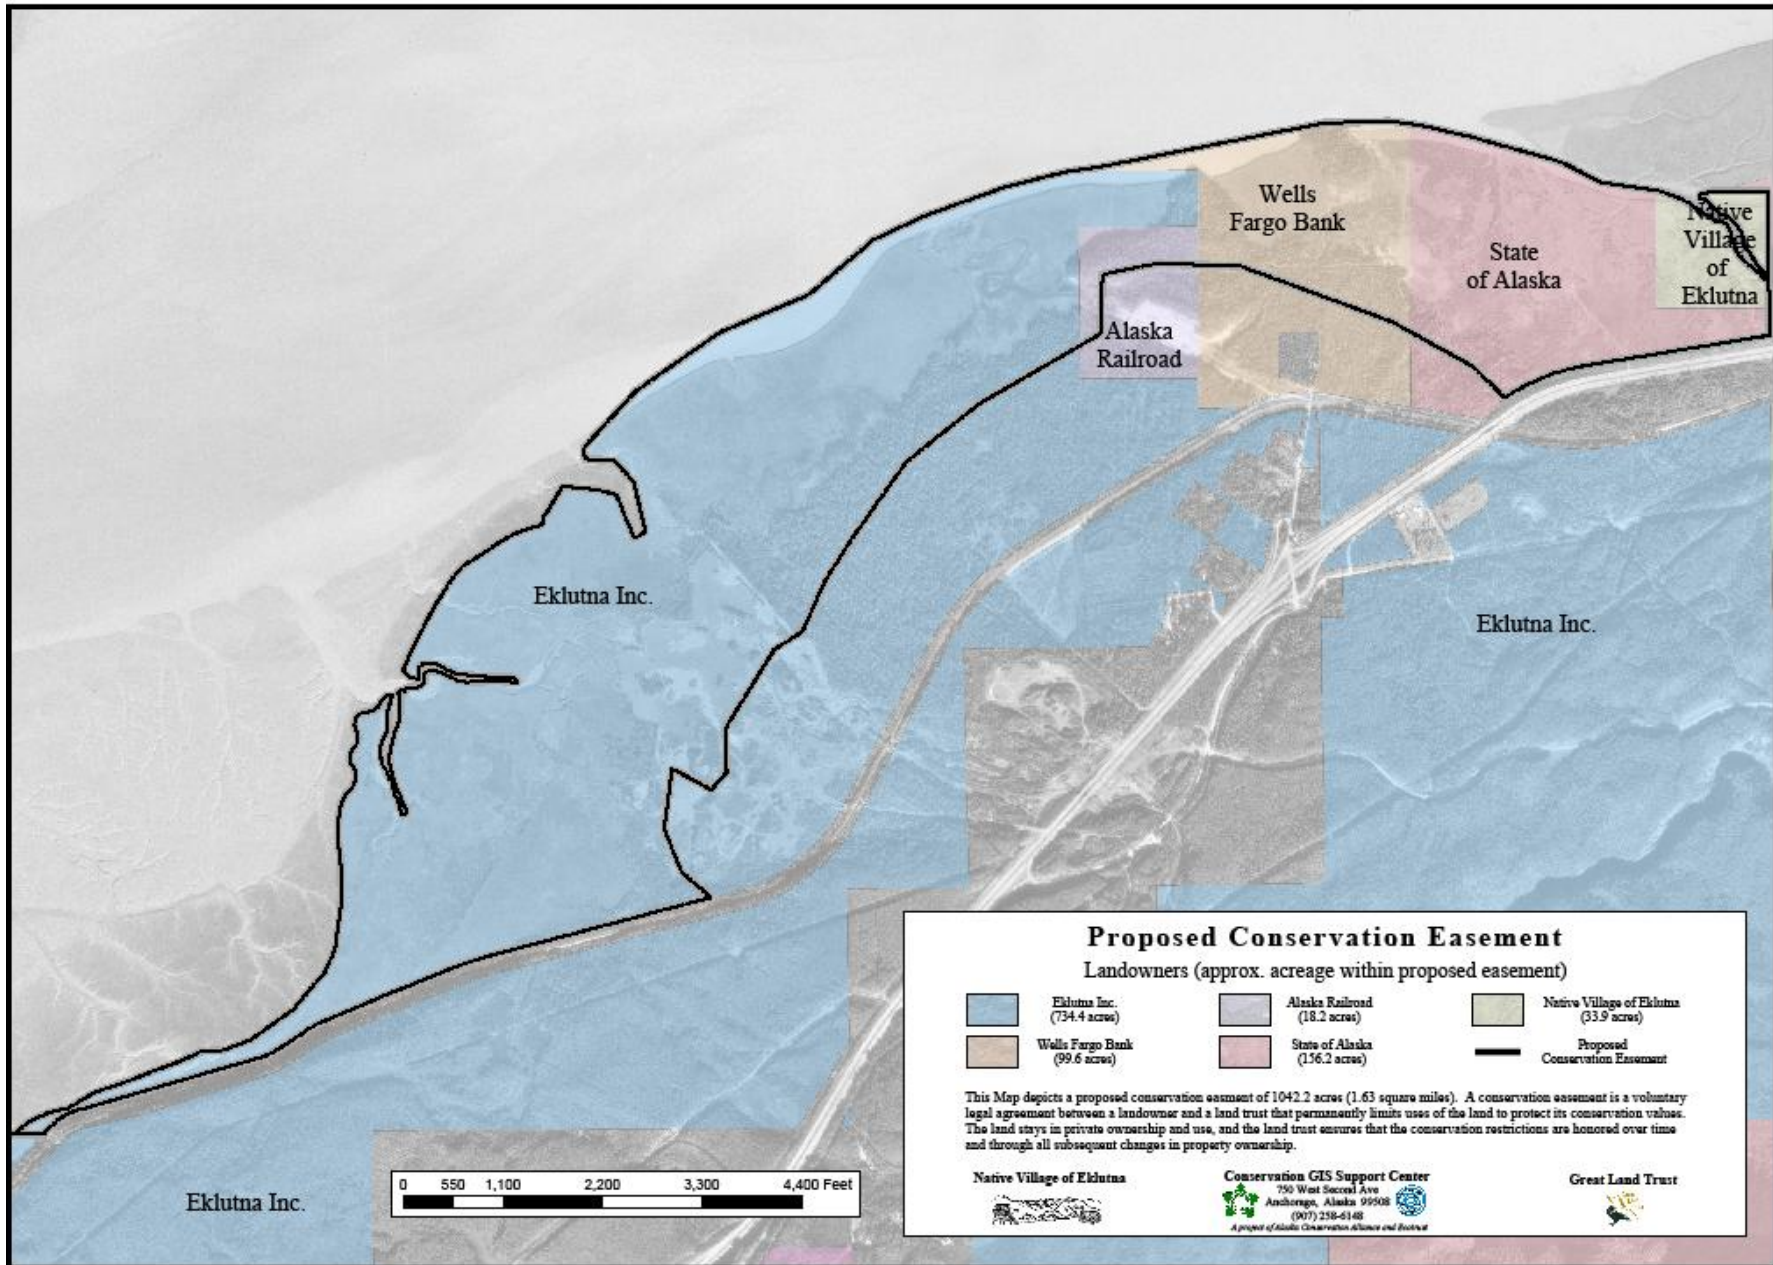 Wells
Fargo Bank
State
of Alaska
Native
Village
of
Eklutna
Alaska
Railroad
Eklutna Inc.
Eklutna Inc.
Eklutna Inc.
Proposed Conservation Easement
Landowners (approx. acreage within proposed easement)
Eklutna Inc.
(734.4 acres)
Alaska Railroad
(18.2 acres)
Native Village of Eklutna
(33.9 acres)
Wells Fargo Bank
(99.6 acres)
State of Alaska
(156.2 acres)
Proposed
Conservation Easement
This Map depicts a proposed conservation easment of 1042.2 acres (1.63 square miles). A conservation easement is a voluntary
legal agreement between a landowner and a land trust that permanently limits uses of the land to protect its conservation values.
The land stays in private ownership and use, and the land trust ensures that the conservation restrictions are honored over time
and through all subsequent changes in property ownership.
Native Village of Eklutna
Conservation GIS Support Center
750 West Second Ave
Anchorage, Alaska 99508
(907) 258-6148
A project of Alaska Conservation Alliance and Ecotrust
Great Land Trust
0 550 1,100 2,200 3,300 4,400 Feet